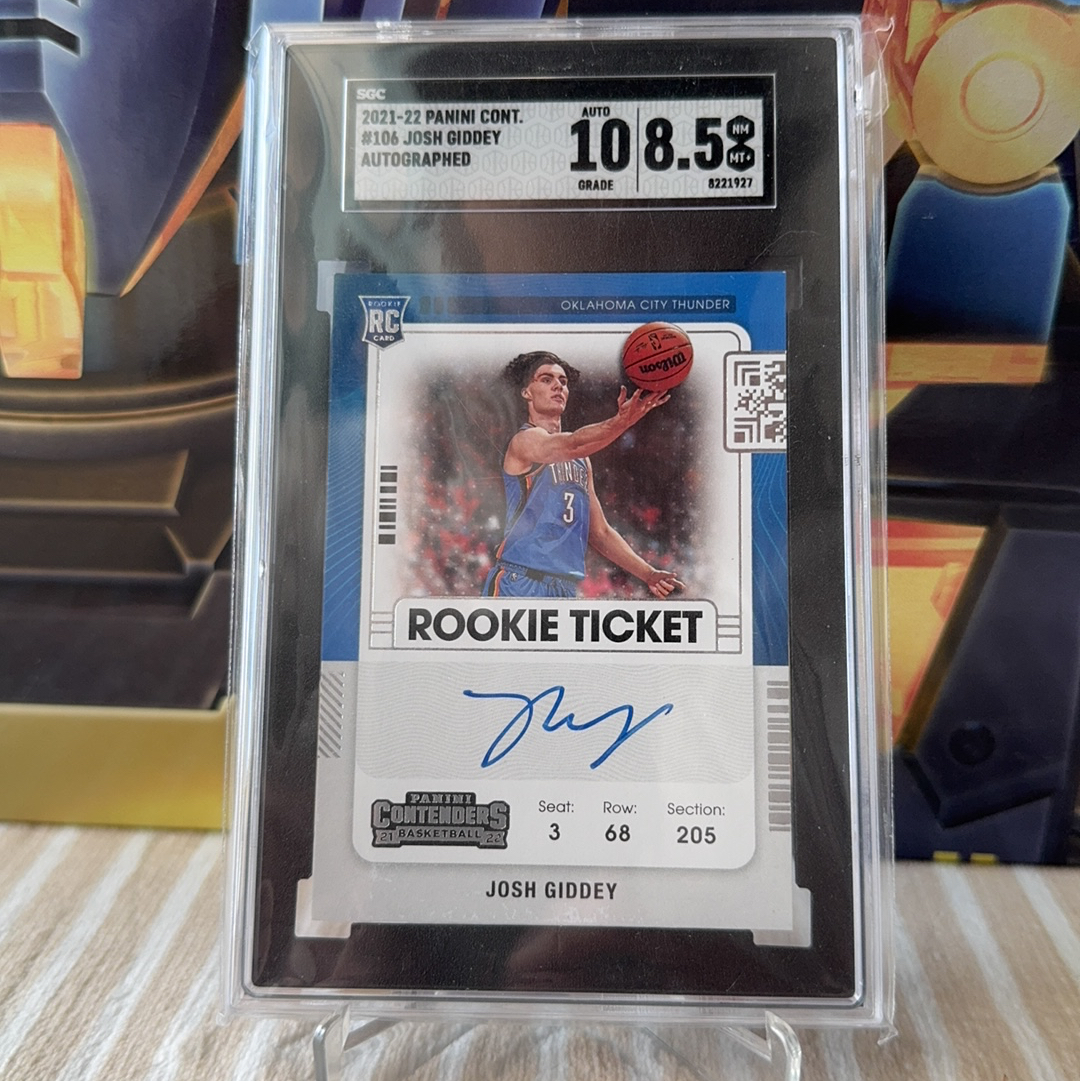 SGC
2021-22 PANINI CONT.
#106 JOSH GIDDEY
AUTOGRAPHED
AUTO
10
GRADE
8.5
NM
MT+
8221927
OKLAHOMA CITY THUNDER
ROOKIE
RC
CARD
Wilson
THUNDER
3
ROOKIE TICKET
PANINI
CONTENDERS
21 BASKETBALL 22
Seat: Row: Section:
3 68 205
JOSH GIDDEY